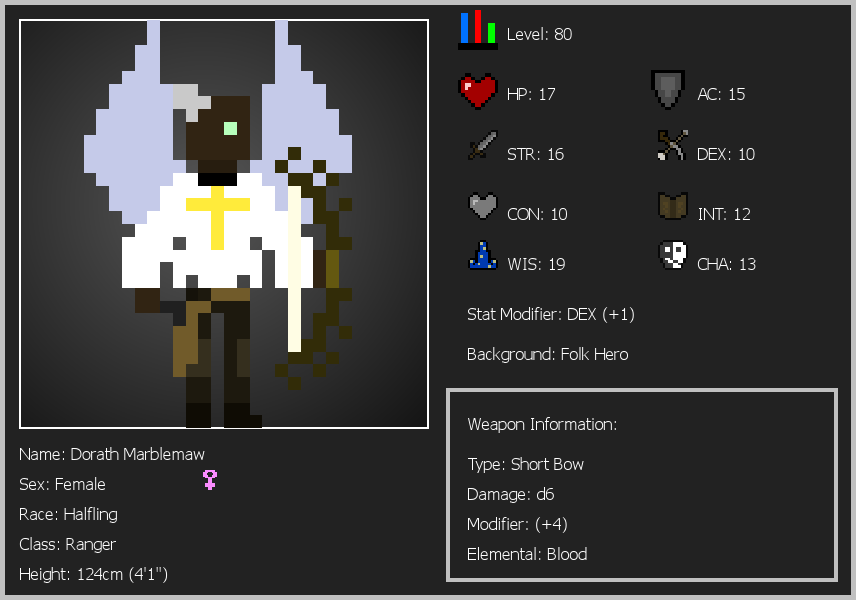 Level: 80
HP: 17
AC: 15
STR: 16
DEX: 10
CON: 10
INT: 12
WIS: 19
CHA: 13
Stat Modifier: DEX (+1)
Background: Folk Hero
Weapon Information:
Type: Short Bow
Damage: d6
Modifier: (+4)
Elemental: Blood
Name: Dorath Marblemaw
Sex: Female
Race: Halfling
Class: Ranger
Height: 124cm (4'1")